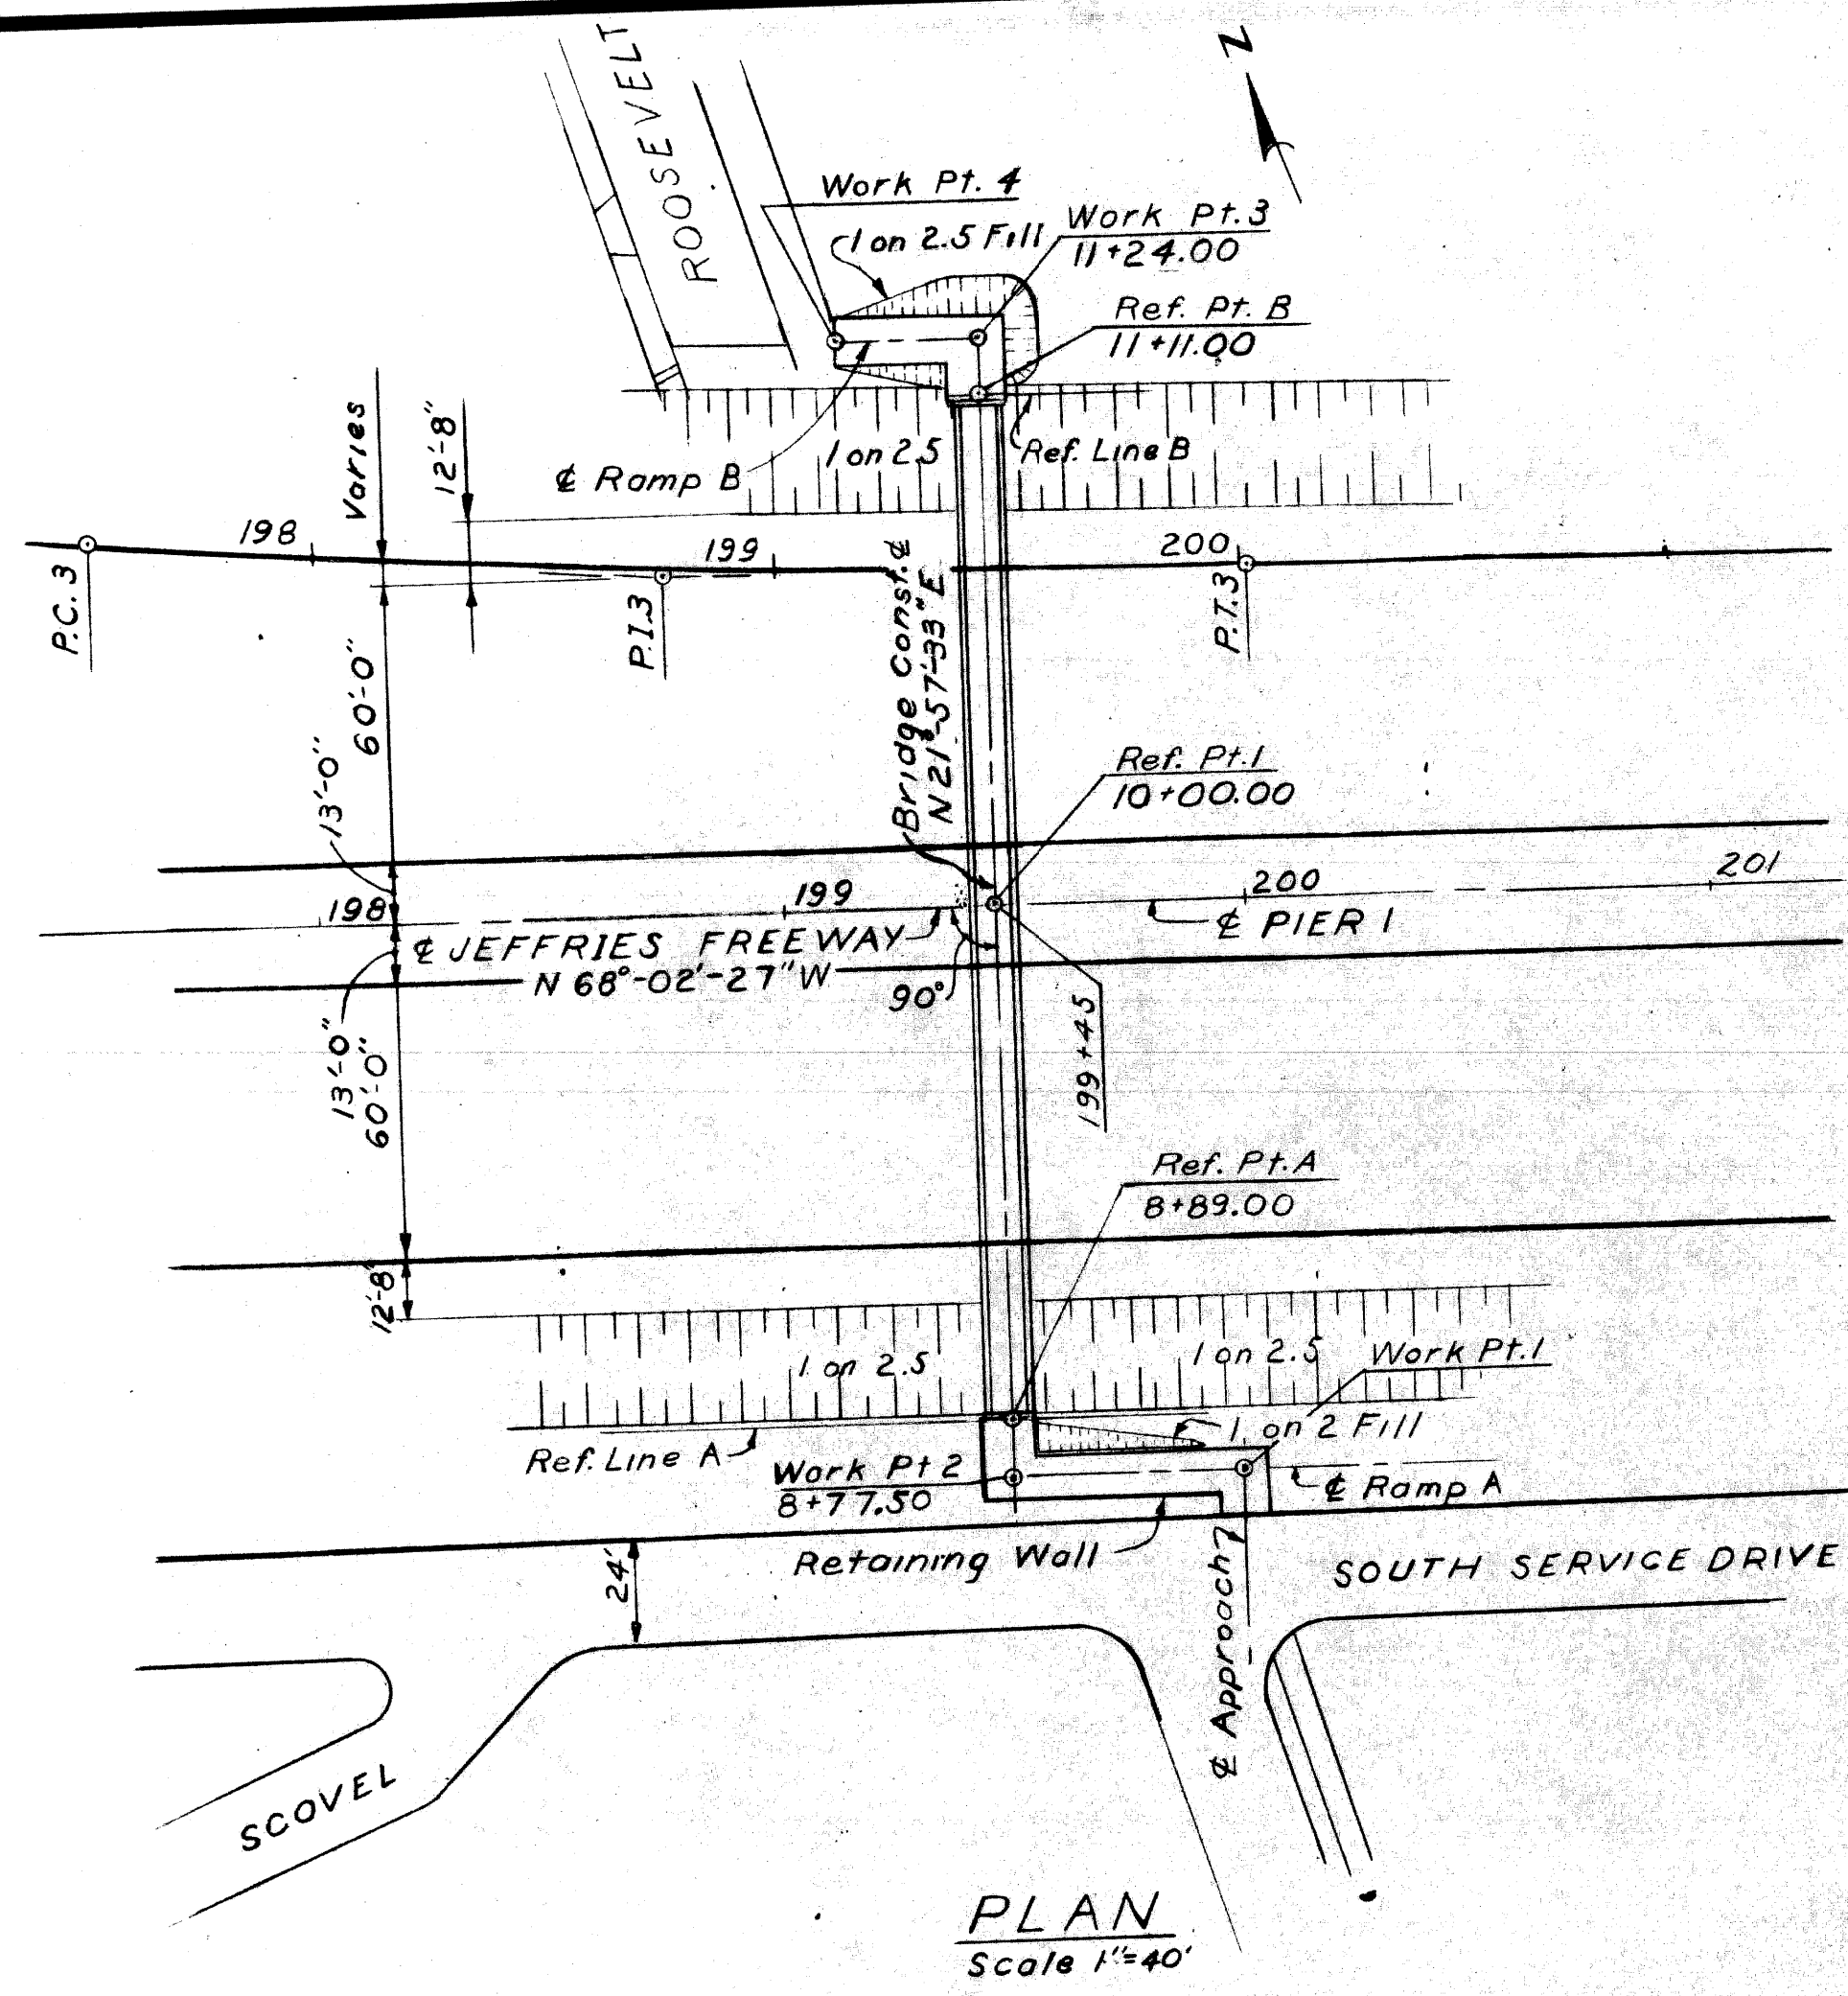 N
ROOSEVELT
Work Pt. 4
1 on 2.5 Fill
Work Pt. 3
11+24.00
Ref. Pt. B
11+11.00
Varies
12'-8"
℄ Ramp B
1 on 2.5
Ref. Line B
198
199
200
P.C. 3
P.I.3
P.T.3
60'-0"
Bridge Const. ℄
N 21°-57'-33" E
13'-0"
Ref. Pt.1
10+00.00
198
199
200
201
℄ JEFFRIES FREEWAY
N 68°-02'-27" W
90°
℄ PIER 1
199+45
13'-0"
60'-0"
Ref. Pt. A
8+89.00
12'-8"
1 on 2.5
1 on 2.5
Work Pt.1
Ref. Line A
1 on 2 Fill
Work Pt 2
8+77.50
℄ Ramp A
24'
Retaining Wall
℄ Approach
SOUTH SERVICE DRIVE
SCOVEL
PLAN
Scale 1"=40'